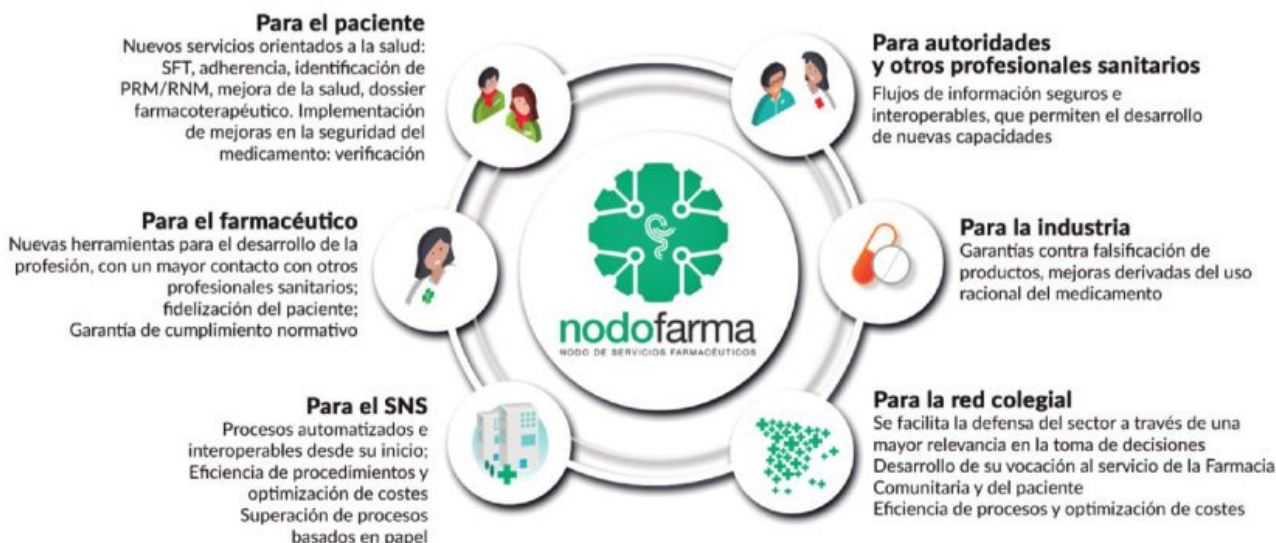 Para el paciente
Nuevos servicios orientados a la salud:
SFT, adherencia, identificación de
PRM/RNM, mejora de la salud, dossier
farmacoterapéutico. Implementación
de mejoras en la seguridad del
medicamento: verificación
Para autoridades
y otros profesionales sanitarios
Flujos de información seguros e
interoperables, que permiten el desarrollo
de nuevas capacidades
Para el farmacéutico
Nuevas herramientas para el desarrollo de la
profesión, con un mayor contacto con otros
profesionales sanitarios;
fidelización del paciente;
Garantía de cumplimiento normativo
nodofarma
NODO DE SERVICIOS FARMACÉUTICOS
Para la industria
Garantías contra falsificación de
productos, mejoras derivadas del uso
racional del medicamento
Para el SNS
Procesos automatizados e
interoperables desde su inicio;
Eficiencia de procedimientos y
optimización de costes
Superación de procesos
basados en papel
Para la red colegial
Se facilita la defensa del sector a través de una
mayor relevancia en la toma de decisiones
Desarrollo de su vocación al servicio de la Farmacia
Comunitaria y del paciente
Eficiencia de procesos y optimización de costes